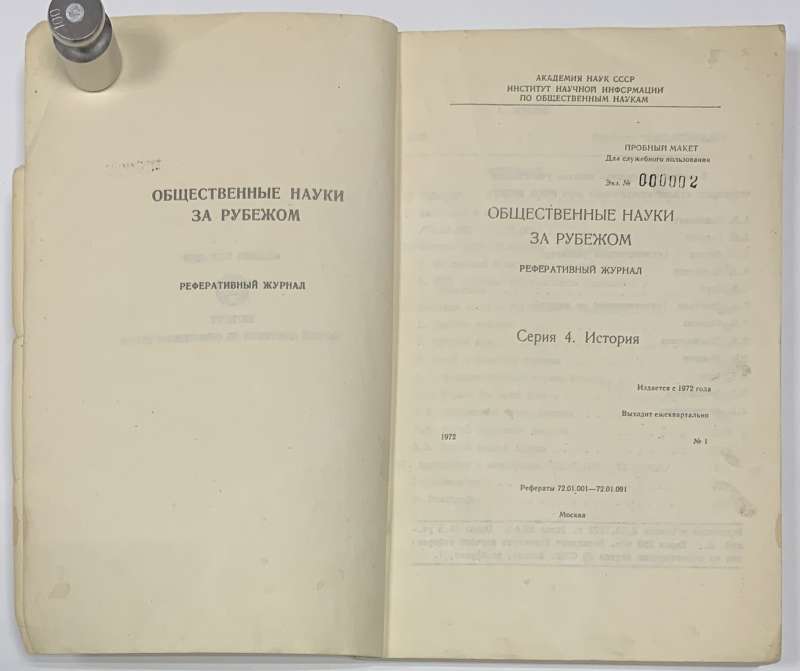 100
ОБЩЕСТВЕННЫЕ НАУКИ
ЗА РУБЕЖОМ
РЕФЕРАТИВНЫЙ ЖУРНАЛ
АКАДЕМИЯ НАУК СССР
ИНСТИТУТ НАУЧНОЙ ИНФОРМАЦИИ
ПО ОБЩЕСТВЕННЫМ НАУКАМ
ПРОБНЫЙ МАКЕТ
Для служебного пользования
Экз. № 000002
ОБЩЕСТВЕННЫЕ НАУКИ
ЗА РУБЕЖОМ
РЕФЕРАТИВНЫЙ ЖУРНАЛ
Серия 4. История
Издается с 1972 года
Выходит ежеквартально
1972 № 1
Рефераты 72.01.001—72.01.091
Москва